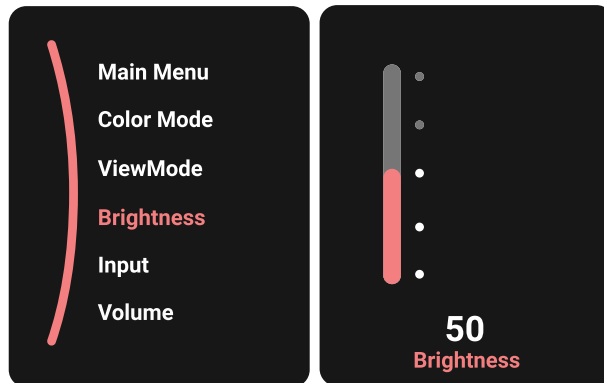 Main Menu
Color Mode
ViewMode
Brightness
Input
Volume
50
Brightness